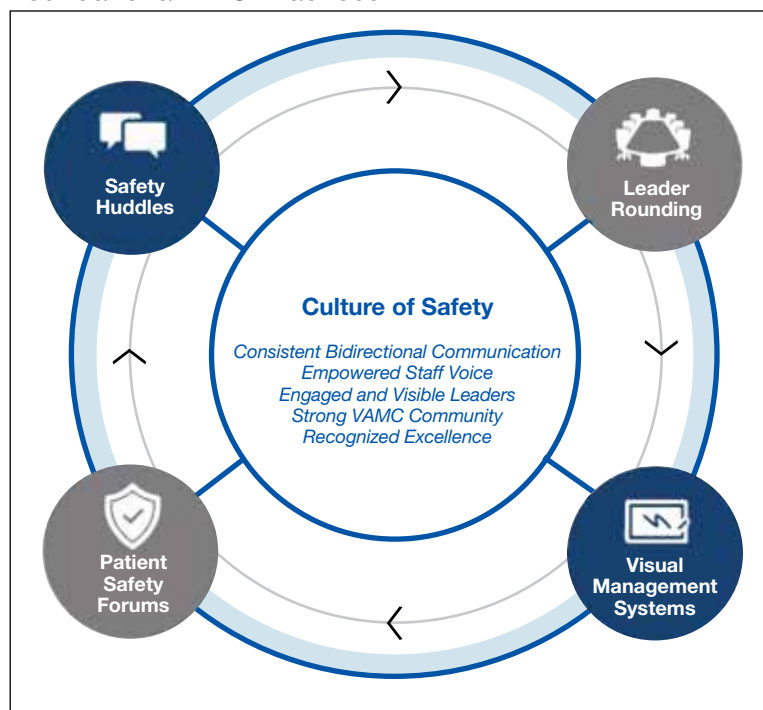 Safety
Huddles
Leader
Rounding
Culture of Safety
Consistent Bidirectional Communication
Empowered Staff Voice
Engaged and Visible Leaders
Strong VAMC Community
Recognized Excellence
Patient
Safety
Forums
Visual
Management
Systems